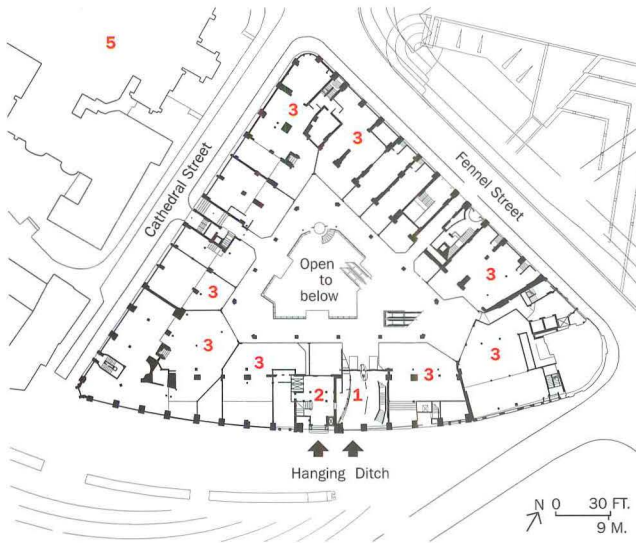 5
Cathedral Street
3
3
Fennel Street
Open
to
below
3
3
3
3
3
3
2
1
Hanging Ditch
N 0 30 FT.
9 M.